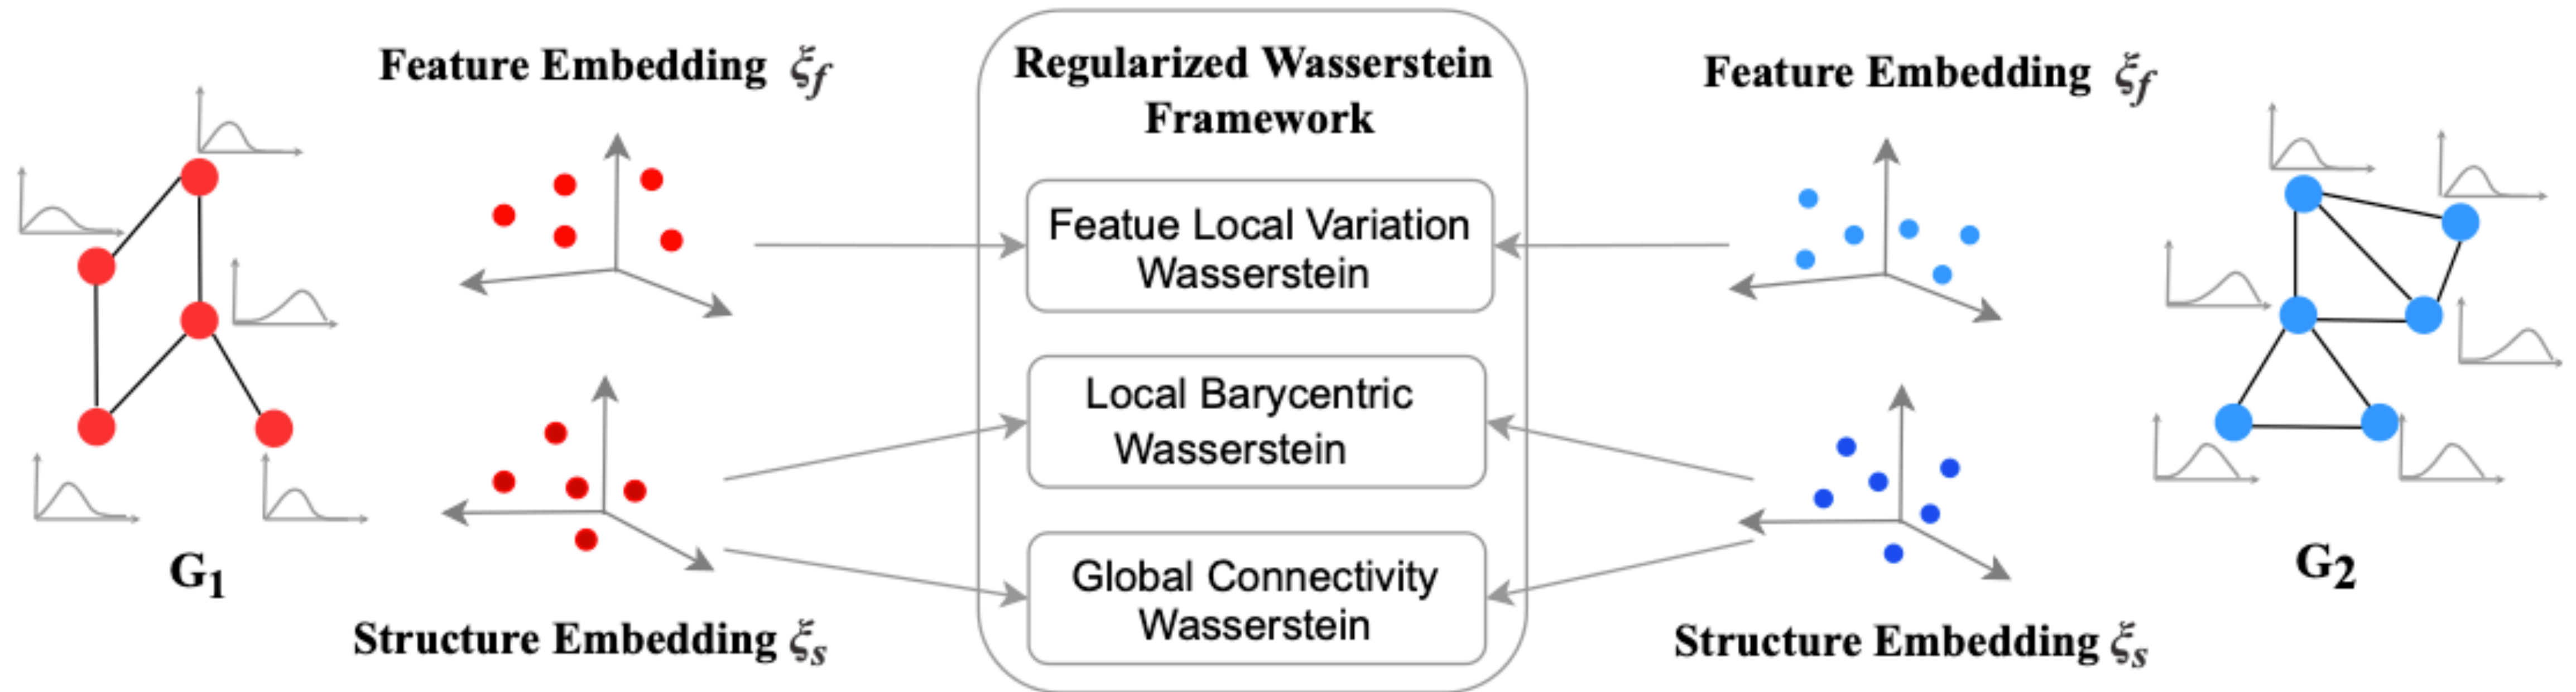 Feature Embedding ξf
Regularized Wasserstein
Framework
Feature Embedding ξf
Featue Local Variation
Wasserstein
Local Barycentric
Wasserstein
Global Connectivity
Wasserstein
G1
G2
Structure Embedding ξs
Structure Embedding ξs